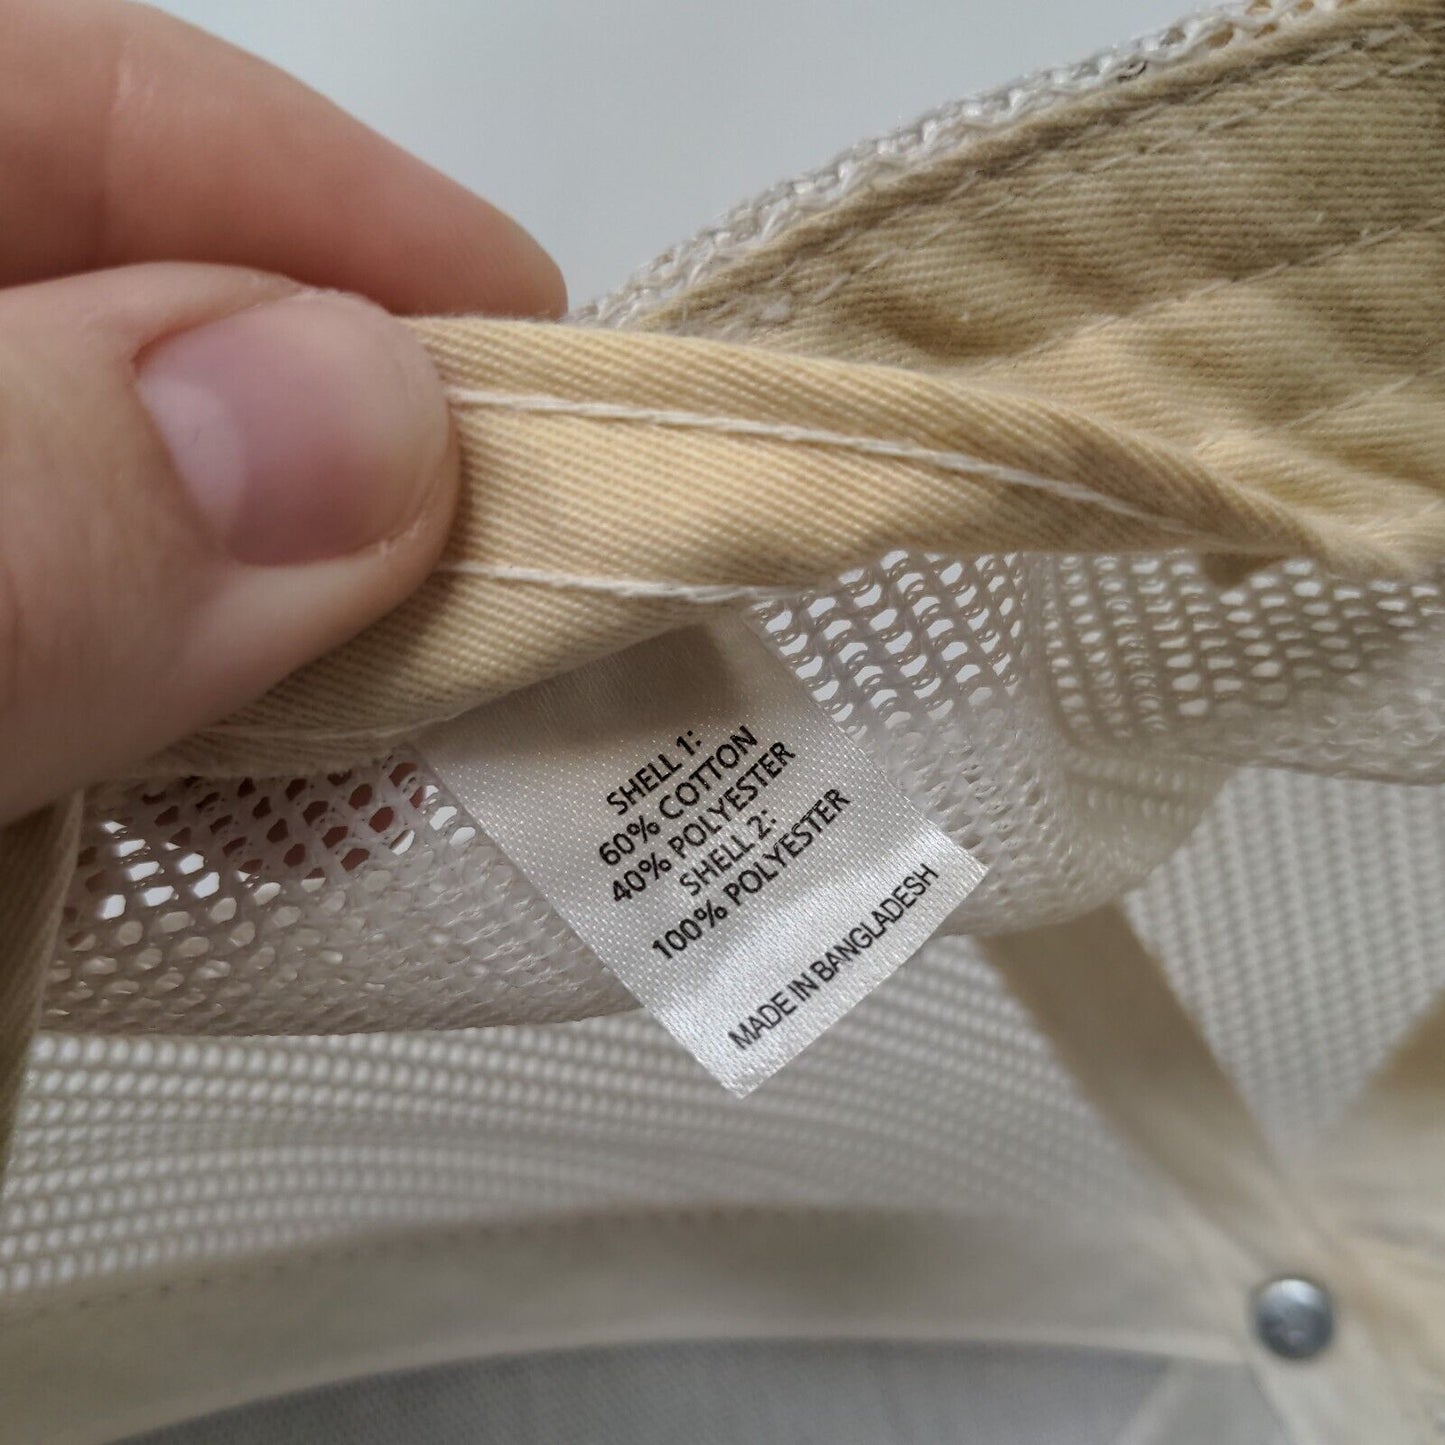 SHELL 1:
60% COTTON
40% POLYESTER
SHELL 2:
100% POLYESTER
MADE IN BANGLADESH